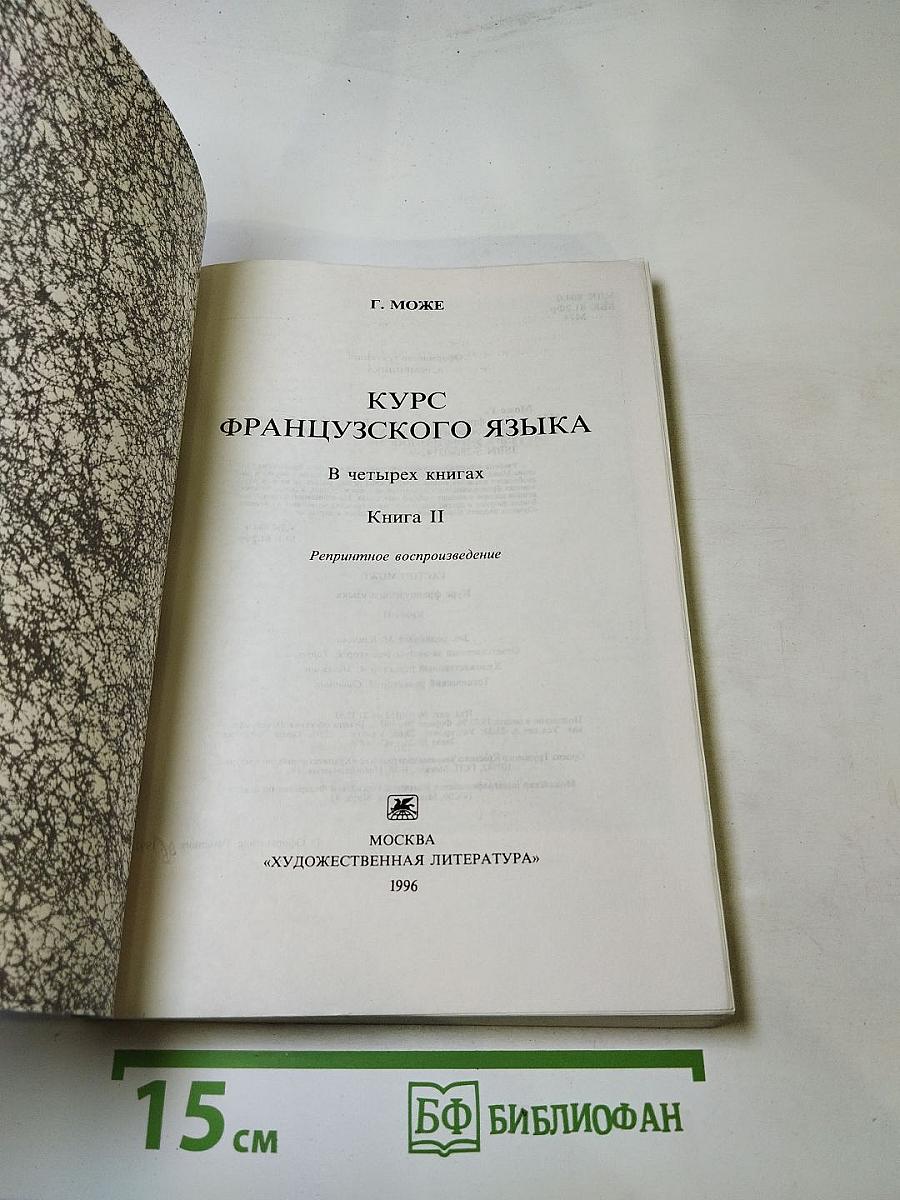 Г. МОЖЕ
КУРС
ФРАНЦУЗСКОГО ЯЗЫКА
В четырех книгах
Книга II
Репринтное воспроизведение
МОСКВА
«ХУДОЖЕСТВЕННАЯ ЛИТЕРАТУРА»
1996
15 см
БФ БИБЛИОФАН